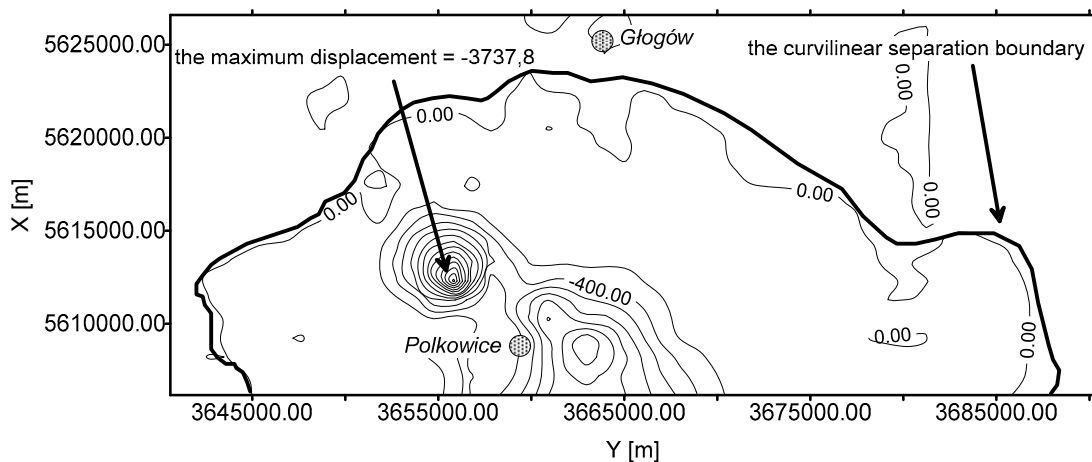 5625000.00
Głogów
the curvilinear separation boundary
the maximum displacement = -3737,8
0.00
0.00
5620000.00
X [m]
0.00
0.00
0.00
5615000.00
-400.00
5610000.00
0.00
0.00
Polkowice
3645000.00
3655000.00
3665000.00
3675000.00
3685000.00
Y [m]